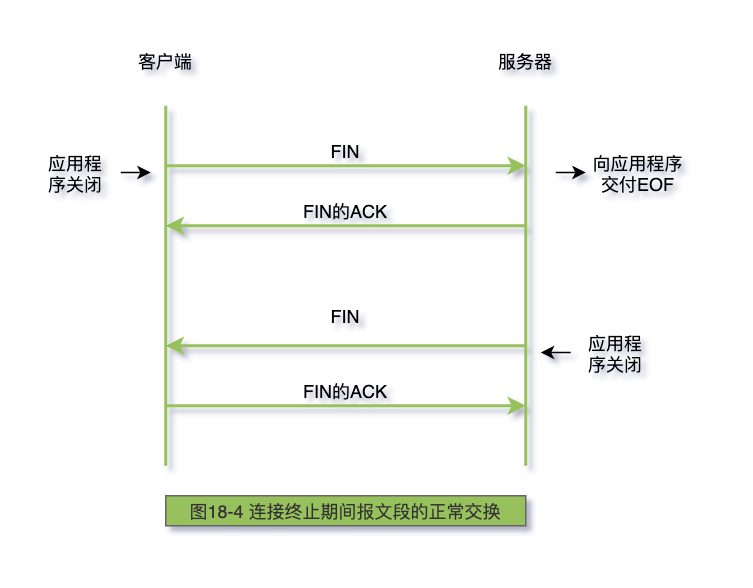 客户端
服务器
FIN
应用程
序关闭
向应用程序
交付EOF
FIN的ACK
FIN
应用程
序关闭
FIN的ACK
图18-4 连接终止期间报文段的正常交换